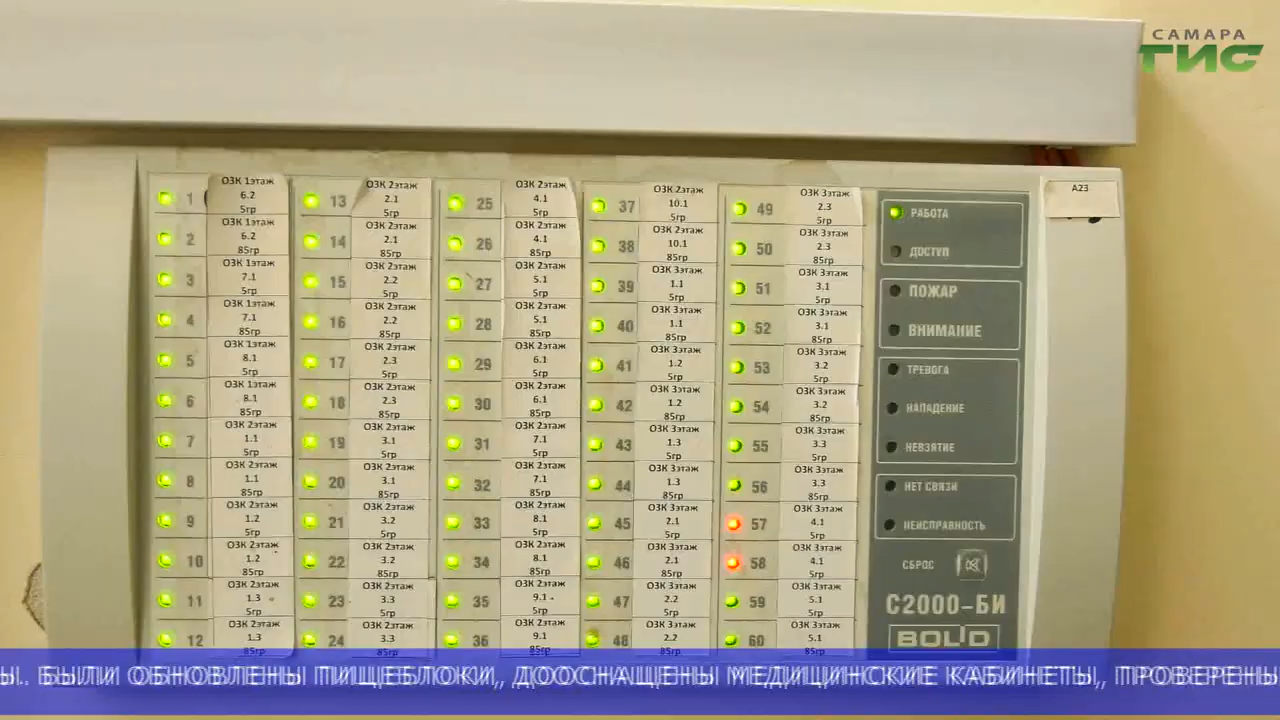 САМАРА
ГИС
А23
1
ОЗК 1этаж
6.2
5гр
2
ОЗК 1этаж
6.2
85гр
3
ОЗК 1этаж
7.1
5гр
4
ОЗК 1этаж
7.1
85гр
5
ОЗК 1этаж
8.1
5гр
6
ОЗК 1этаж
8.1
85гр
7
ОЗК 2этаж
1.1
5гр
8
ОЗК 2этаж
1.1
85гр
9
ОЗК 2этаж
1.2
5гр
10
ОЗК 2этаж
1.2
85гр
11
ОЗК 2этаж
1.3
5гр
12
ОЗК 2этаж
1.3
85гр
13
ОЗК 2этаж
2.1
5гр
14
ОЗК 2этаж
2.1
85гр
15
ОЗК 2этаж
2.2
5гр
16
ОЗК 2этаж
2.2
85гр
17
ОЗК 2этаж
2.3
5гр
18
ОЗК 2этаж
2.3
85гр
19
ОЗК 2этаж
3.1
5гр
20
ОЗК 2этаж
3.1
85гр
21
ОЗК 2этаж
3.2
5гр
22
ОЗК 2этаж
3.2
85гр
23
ОЗК 2этаж
3.3
5гр
24
ОЗК 2этаж
3.3
85гр
25
ОЗК 2этаж
4.1
5гр
26
ОЗК 2этаж
4.1
85гр
27
ОЗК 2этаж
5.1
5гр
28
ОЗК 2этаж
5.1
85гр
29
ОЗК 2этаж
6.1
5гр
30
ОЗК 2этаж
6.1
85гр
31
ОЗК 2этаж
7.1
5гр
32
ОЗК 2этаж
7.1
85гр
33
ОЗК 2этаж
8.1
5гр
34
ОЗК 2этаж
8.1
85гр
35
ОЗК 2этаж
9.1
5гр
36
ОЗК 2этаж
9.1
85гр
37
ОЗК 2этаж
10.1
5гр
38
ОЗК 2этаж
10.1
85гр
39
ОЗК 3этаж
1.1
5гр
40
ОЗК 3этаж
1.1
85гр
41
ОЗК 3этаж
1.2
5гр
42
ОЗК 3этаж
1.2
85гр
43
ОЗК 3этаж
1.3
5гр
44
ОЗК 3этаж
1.3
85гр
45
ОЗК 3этаж
2.1
5гр
46
ОЗК 3этаж
2.1
85гр
47
ОЗК 3этаж
2.2
5гр
48
ОЗК 3этаж
2.2
85гр
49
ОЗК 3этаж
2.3
5гр
50
ОЗК 3этаж
2.3
85гр
51
ОЗК 3этаж
3.1
5гр
52
ОЗК 3этаж
3.1
85гр
53
ОЗК 3этаж
3.2
5гр
54
ОЗК 3этаж
3.2
85гр
55
ОЗК 3этаж
3.3
5гр
56
ОЗК 3этаж
3.3
85гр
57
ОЗК 3этаж
4.1
5гр
58
ОЗК 3этаж
4.1
85гр
59
ОЗК 3этаж
5.1
5гр
60
ОЗК 3этаж
5.1
85гр
РАБОТА
ДОСТУП
ПОЖАР
ВНИМАНИЕ
ТРЕВОГА
НАПАДЕНИЕ
НЕВЗЯТИЕ
НЕТ СВЯЗИ
НЕИСПРАВНОСТЬ
СБРОС
С2000-БИ
BOLID
Ы. БЫЛИ ОБНОВЛЕНЫ ПИЩЕБЛОКИ, ДООСНАЩЕНЫ МЕДИЦИНСКИЕ КАБИНЕТЫ, ПРОВЕРЕНЫ